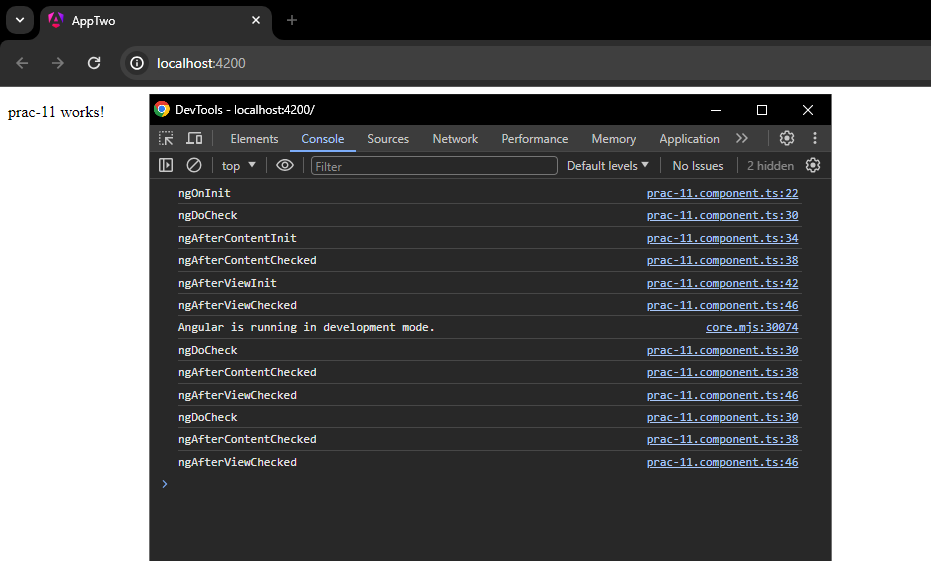 AppTwo
localhost:4200
prac-11 works!
DevTools - localhost:4200/
Elements Console Sources Network Performance Memory Application
top Filter Default levels No Issues 2 hidden
ngOnInit prac-11.component.ts:22
ngDoCheck prac-11.component.ts:30
ngAfterContentInit prac-11.component.ts:34
ngAfterContentChecked prac-11.component.ts:38
ngAfterViewInit prac-11.component.ts:42
ngAfterViewChecked prac-11.component.ts:46
Angular is running in development mode. core.mjs:30074
ngDoCheck prac-11.component.ts:30
ngAfterContentChecked prac-11.component.ts:38
ngAfterViewChecked prac-11.component.ts:46
ngDoCheck prac-11.component.ts:30
ngAfterContentChecked prac-11.component.ts:38
ngAfterViewChecked prac-11.component.ts:46